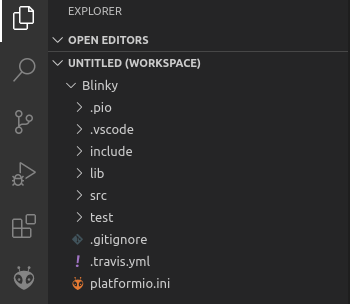 EXPLORER
OPEN EDITORS
UNTITLED (WORKSPACE)
Blinky
.pio
.vscode
include
lib
src
test
.gitignore
.travis.yml
platformio.ini